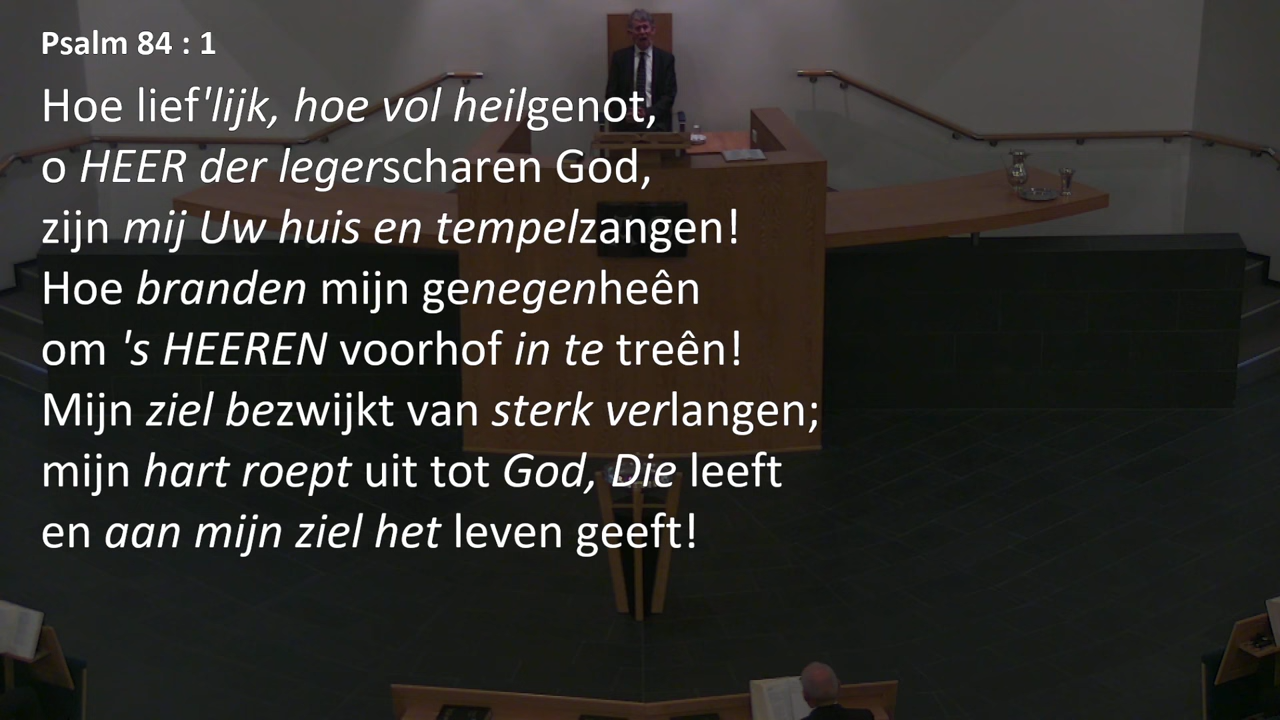 Psalm 84 : 1
Hoe lief'lijk, hoe vol heilgenot,
o HEER der legerscharen God,
zijn mij Uw huis en tempelzangen!
Hoe branden mijn genegenheên
om 's HEEREN voorhof in te treên!
Mijn ziel bezwijkt van sterk verlangen;
mijn hart roept uit tot God, Die leeft
en aan mijn ziel het leven geeft!